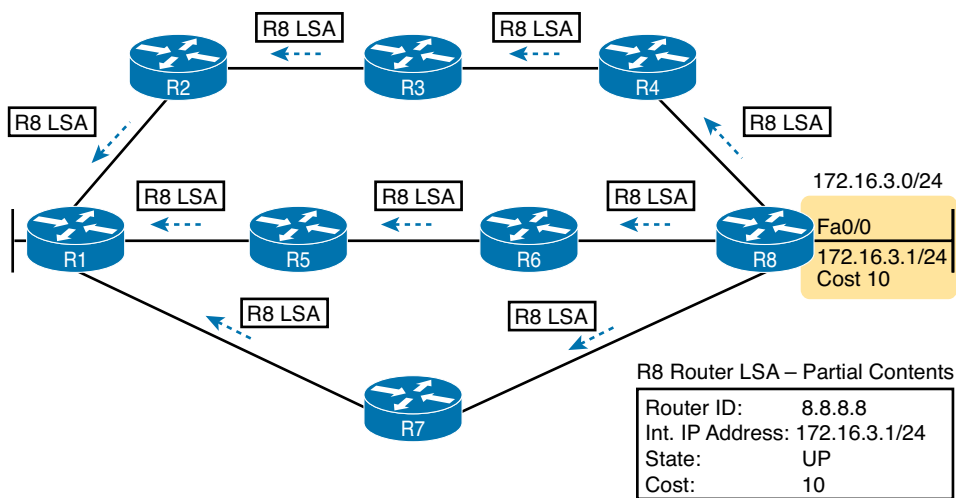 R8 LSA
R8 LSA
R2
R3
R4
R8 LSA
R8 LSA
172.16.3.0/24
R8 LSA
R8 LSA
R8 LSA
Fa0/0
172.16.3.1/24
Cost 10
R1
R5
R6
R8
R8 LSA
R8 LSA
R7
R8 Router LSA – Partial Contents
Router ID: 8.8.8.8
Int. IP Address: 172.16.3.1/24
State: UP
Cost: 10